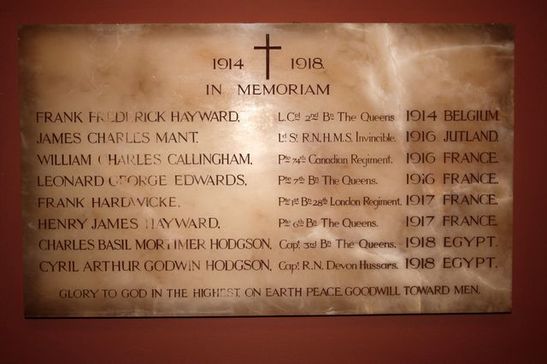 1914 1918.
IN MEMORIAM
FRANK FREDERICK HAYWARD, L.Cpl 2nd Bn The Queens. 1914 BELGIUM.
JAMES CHARLES MANT. Ld St R.N.H.M.S. Invincible. 1916 JUTLAND.
WILLIAM CHARLES CALLINGHAM, Pte 74th Canadian Regiment. 1916 FRANCE.
LEONARD GEORGE EDWARDS, Pte 7th Bn The Queens. 1916 FRANCE.
FRANK HARDWICKE, Pte 1st Bn 28th London Regiment. 1917 FRANCE.
HENRY JAMES HAYWARD, Pte 6th Bn The Queens. 1917 FRANCE.
CHARLES BASIL MORTIMER HODGSON, Capt 3rd Bn The Queens. 1918 EGYPT.
CYRIL ARTHUR GODWIN HODGSON, Capt R.N. Devon Hussars. 1918 EGYPT.
GLORY TO GOD IN THE HIGHEST, ON EARTH PEACE, GOODWILL TOWARD MEN.